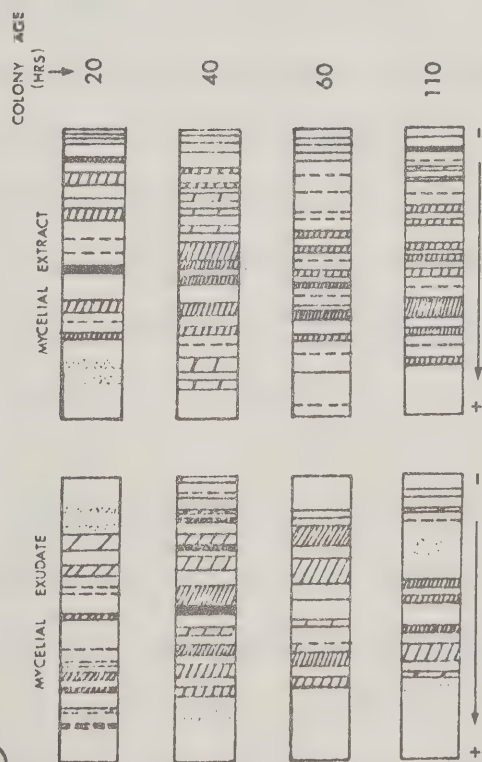 COLONY AGE
(HRS)
MYCELIAL EXTRACT
MYCELIAL EXUDATE
20
40
60
110
+ -
+ -